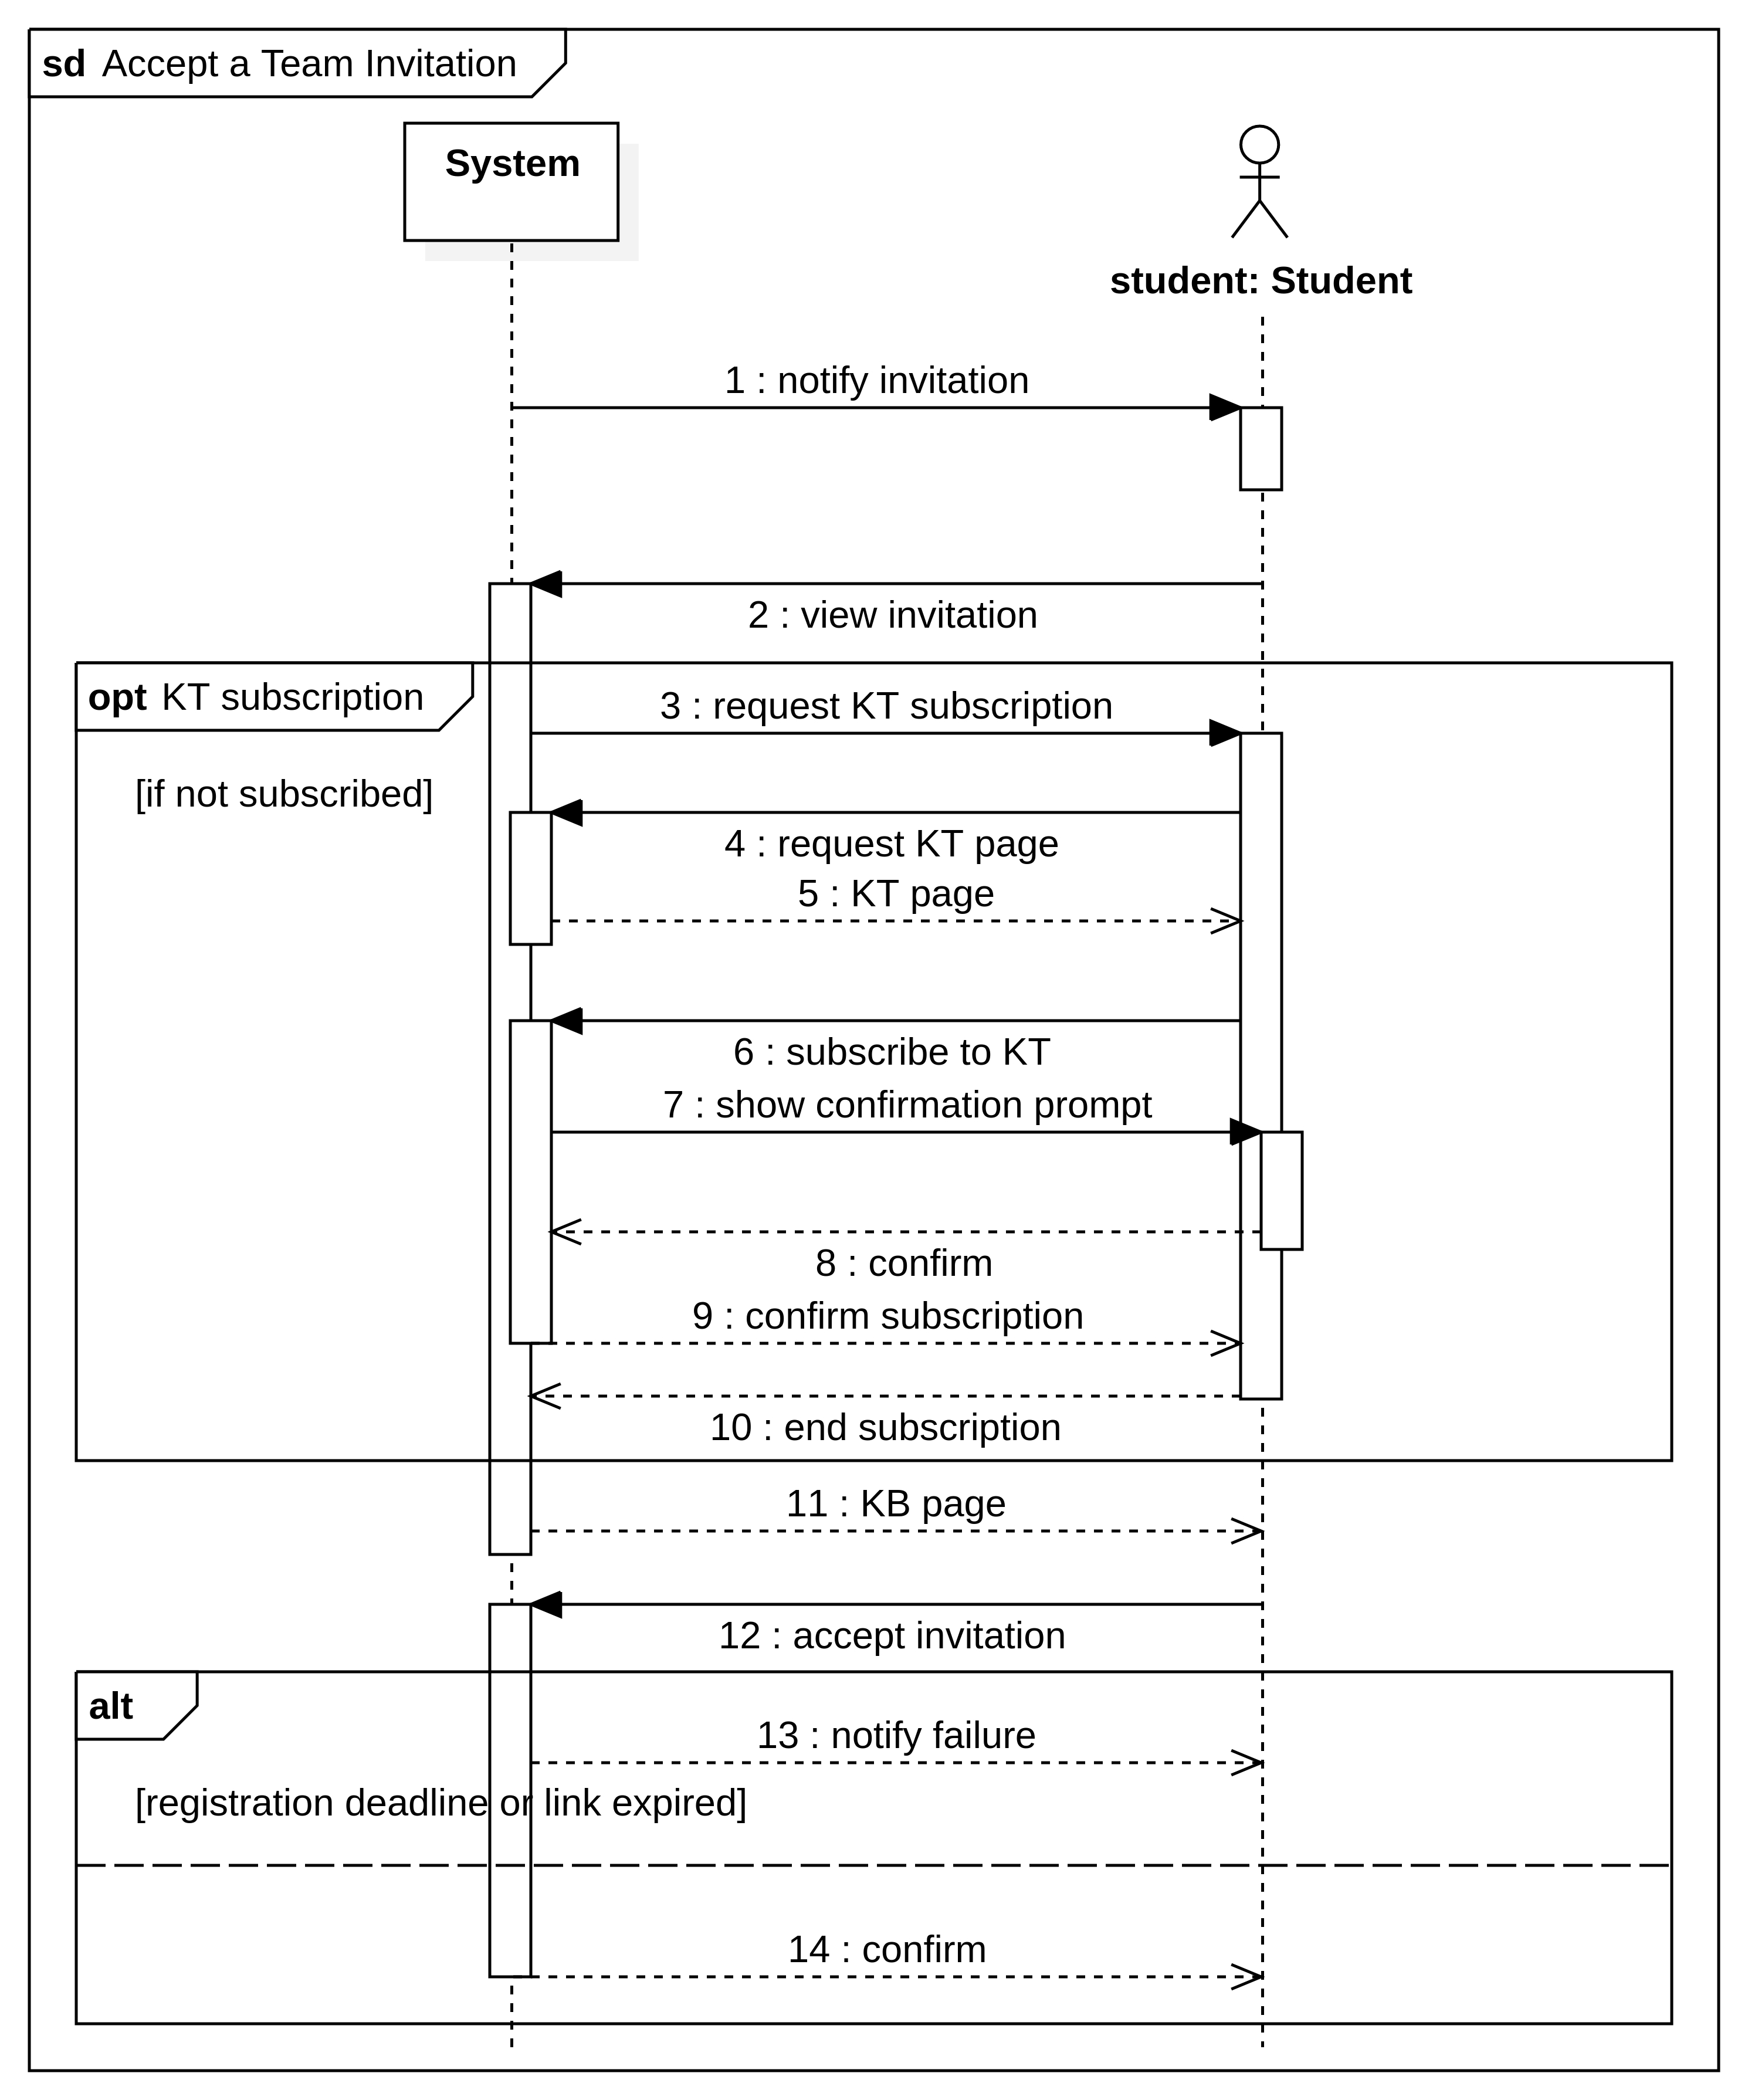 sd Accept a Team Invitation
System
student: Student
1 : notify invitation
2 : view invitation
opt KT subscription
3 : request KT subscription
[if not subscribed]
4 : request KT page
5 : KT page
6 : subscribe to KT
7 : show confirmation prompt
8 : confirm
9 : confirm subscription
10 : end subscription
11 : KB page
12 : accept invitation
alt
13 : notify failure
[registration deadline or link expired]
14 : confirm